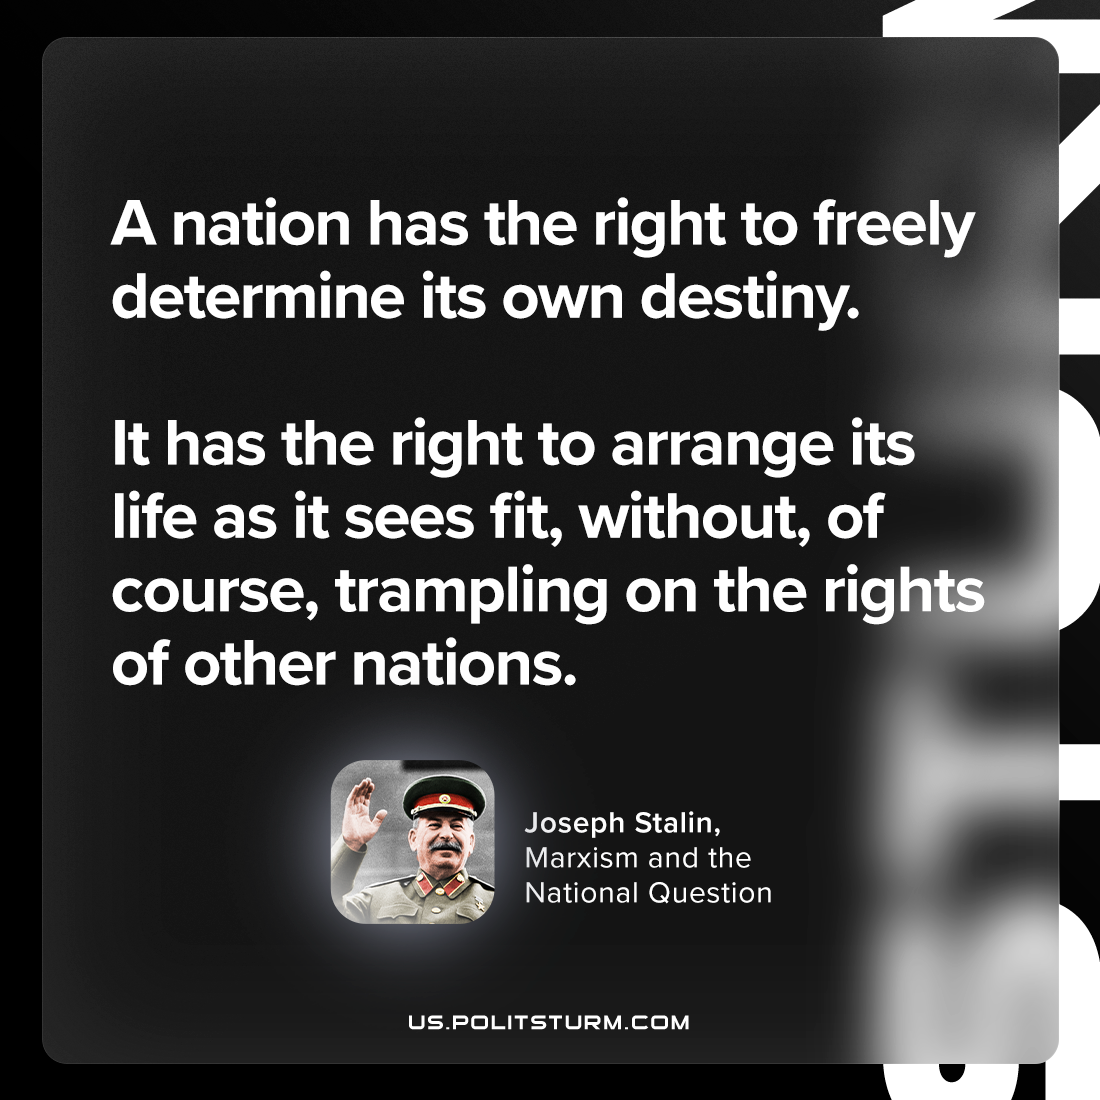 A nation has the right to freely
determine its own destiny.
It has the right to arrange its
life as it sees fit, without, of
course, trampling on the rights
of other nations.
Joseph Stalin,
Marxism and the
National Question
US.POLITSTURM.COM